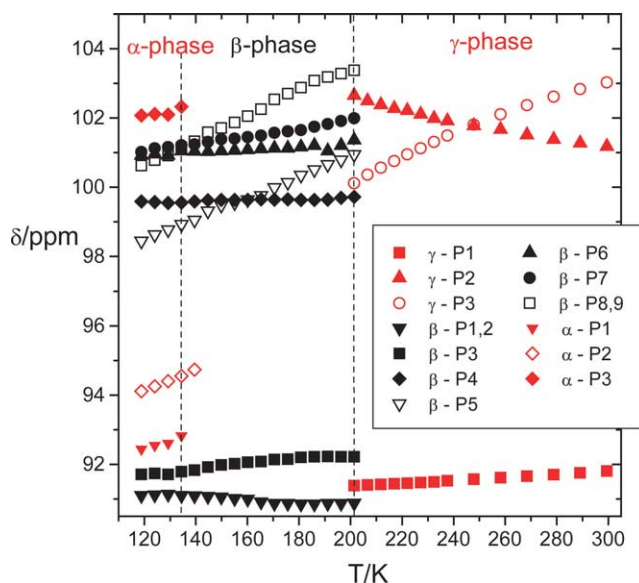 α-phase β-phase γ-phase
104
102
100
98
96
94
92
δ/ppm
γ - P1
γ - P2
γ - P3
β - P1,2
β - P3
β - P4
β - P5
β - P6
β - P7
β - P8,9
α - P1
α - P2
α - P3
120 140 160 180 200 220 240 260 280 300
T/K